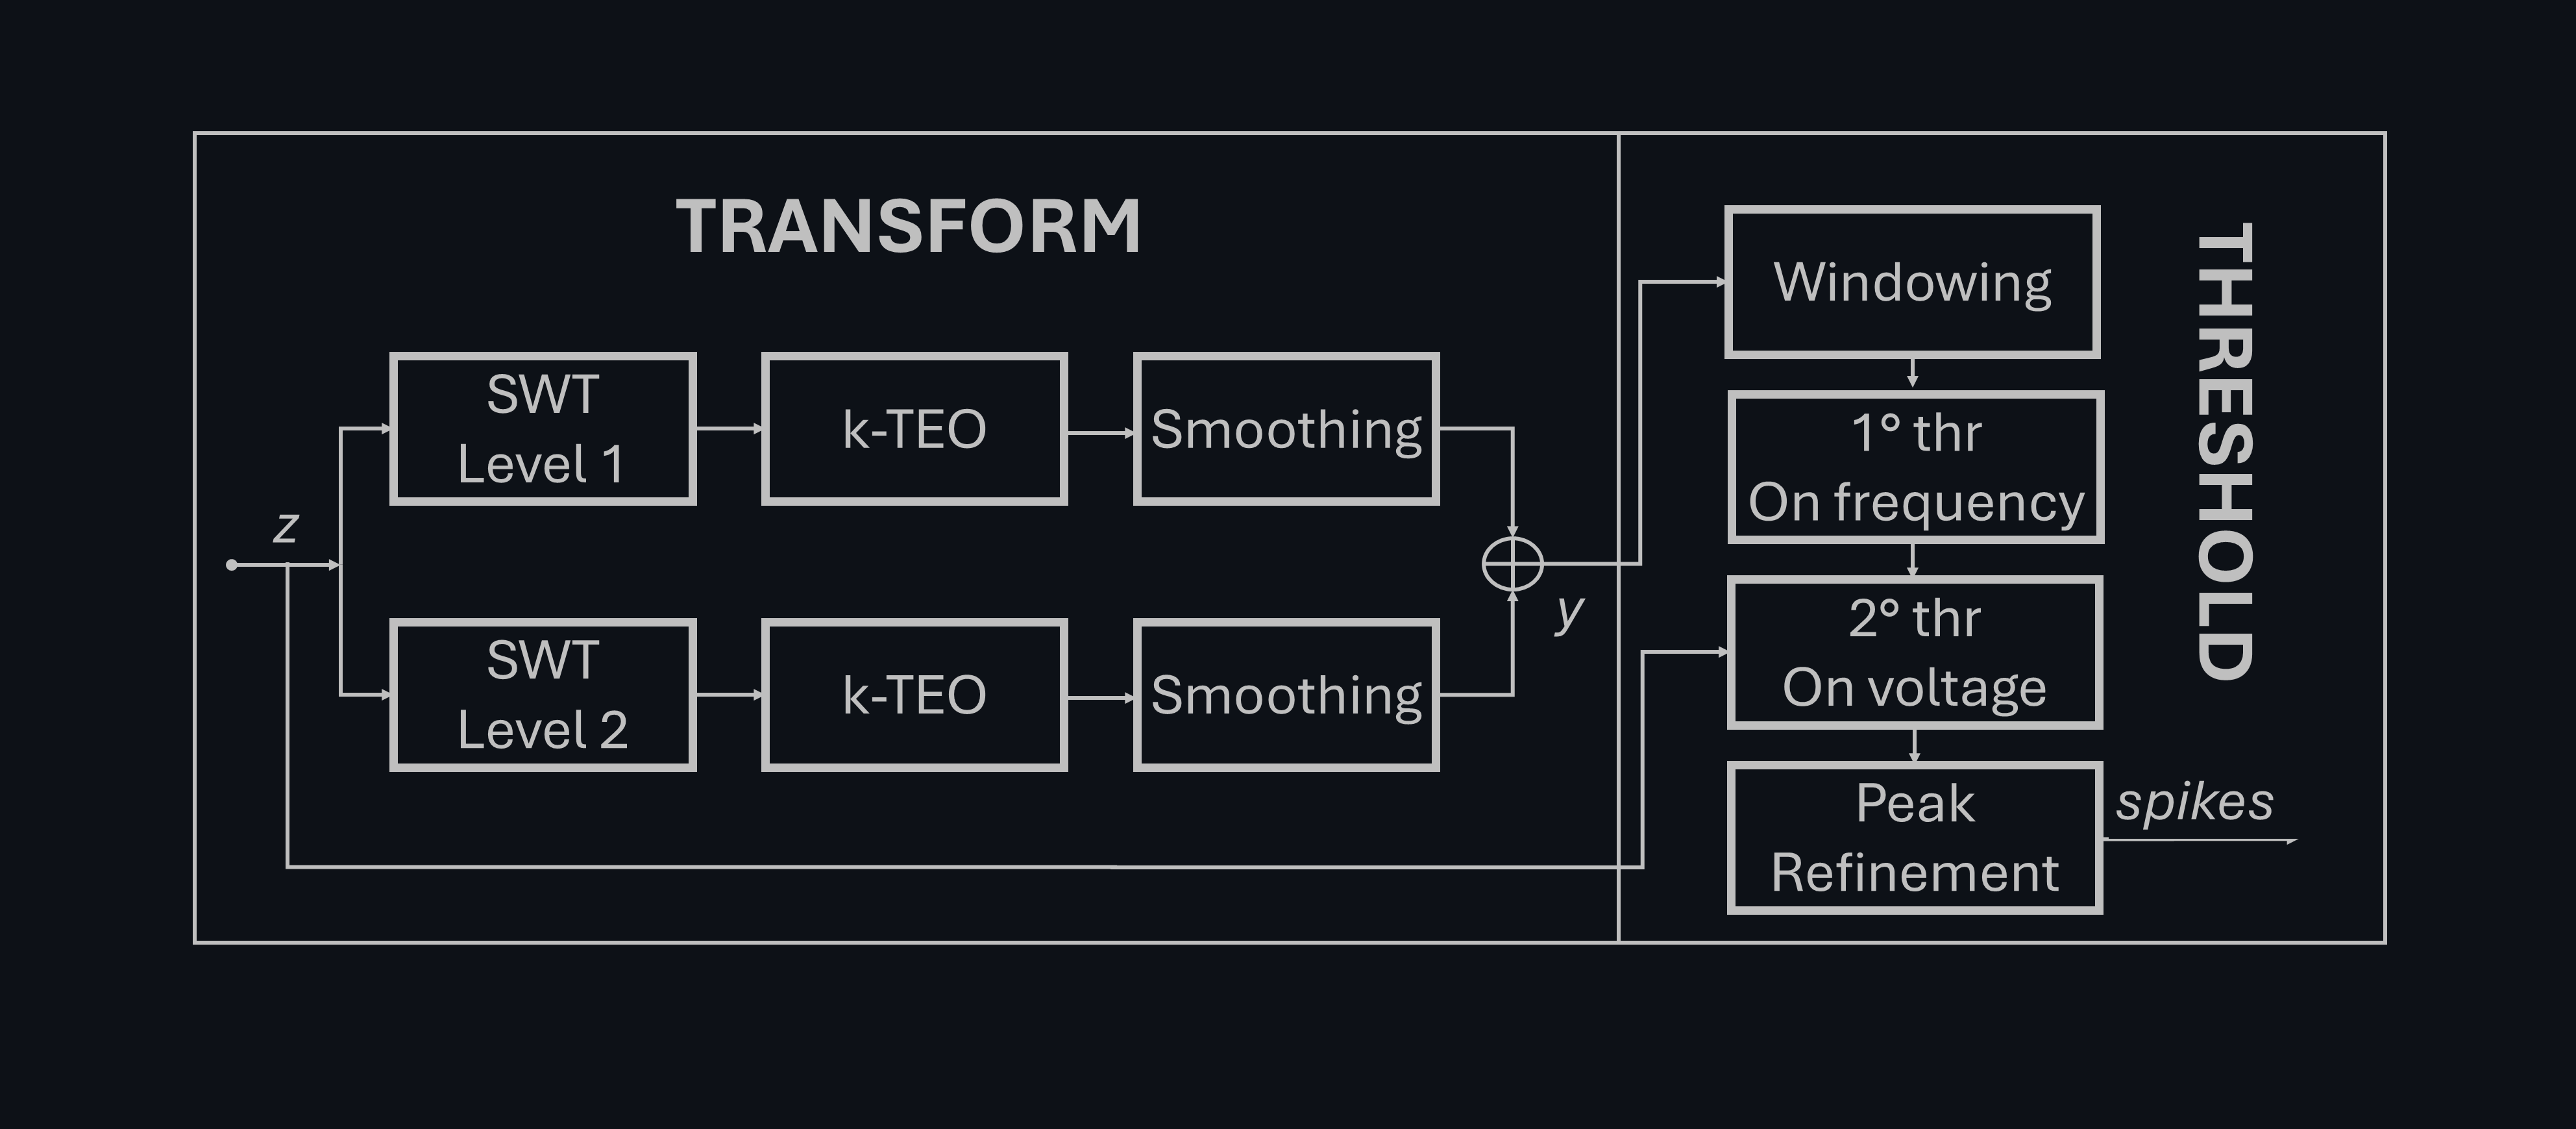 TRANSFORM
z
SWT
Level 1
k-TEO
Smoothing
SWT
Level 2
k-TEO
Smoothing
y
THRESHOLD
Windowing
1° thr
On frequency
2° thr
On voltage
Peak
Refinement
spikes